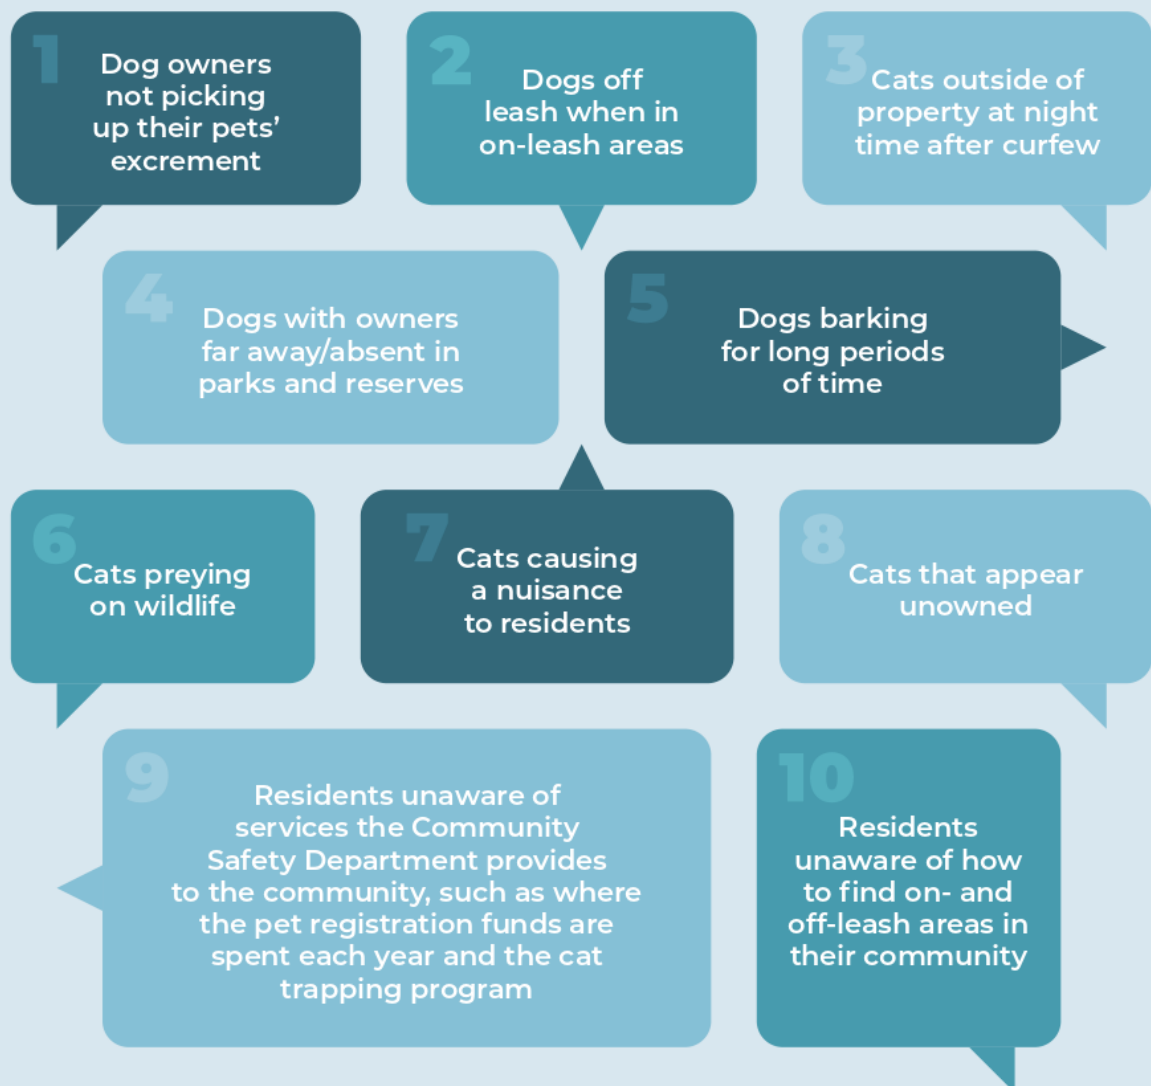 1
Dog owners
not picking
up their pets’
excrement
2
Dogs off
leash when in
on-leash areas
3
Cats outside of
property at night
time after curfew
4
Dogs with owners
far away/absent in
parks and reserves
5
Dogs barking
for long periods
of time
6
Cats preying
on wildlife
7
Cats causing
a nuisance
to residents
8
Cats that appear
unowned
9
Residents unaware of
services the Community
Safety Department provides
to the community, such as where
the pet registration funds are
spent each year and the cat
trapping program
10
Residents
unaware of how
to find on- and
off-leash areas in
their community